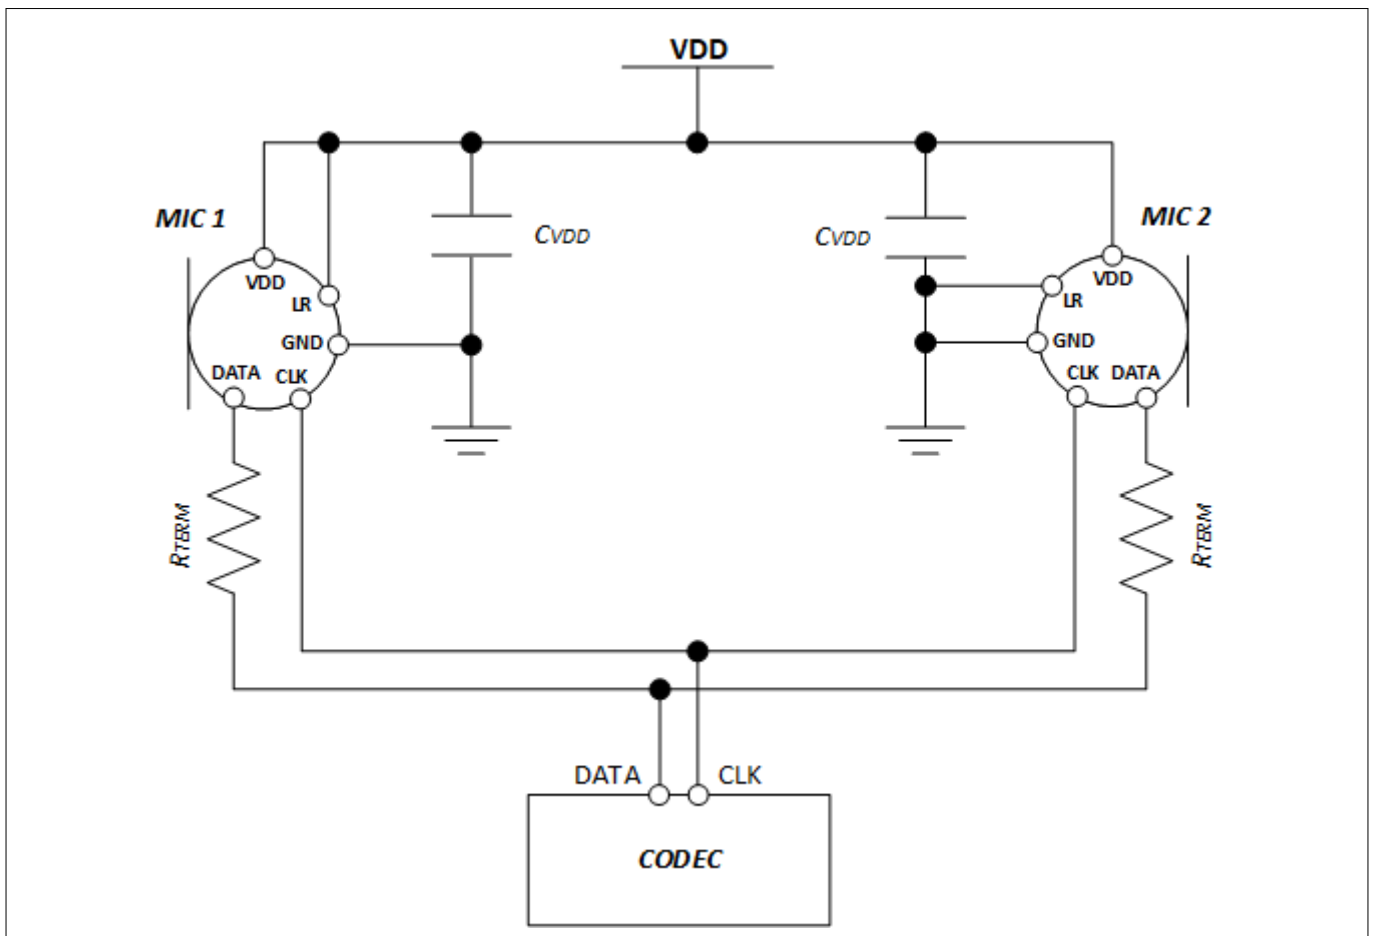 VDD
MIC 1
MIC 2
CVDD
CVDD
VDD
LR
GND
DATA
CLK
VDD
LR
GND
CLK
DATA
RTERM
RTERM
DATA
CLK
CODEC